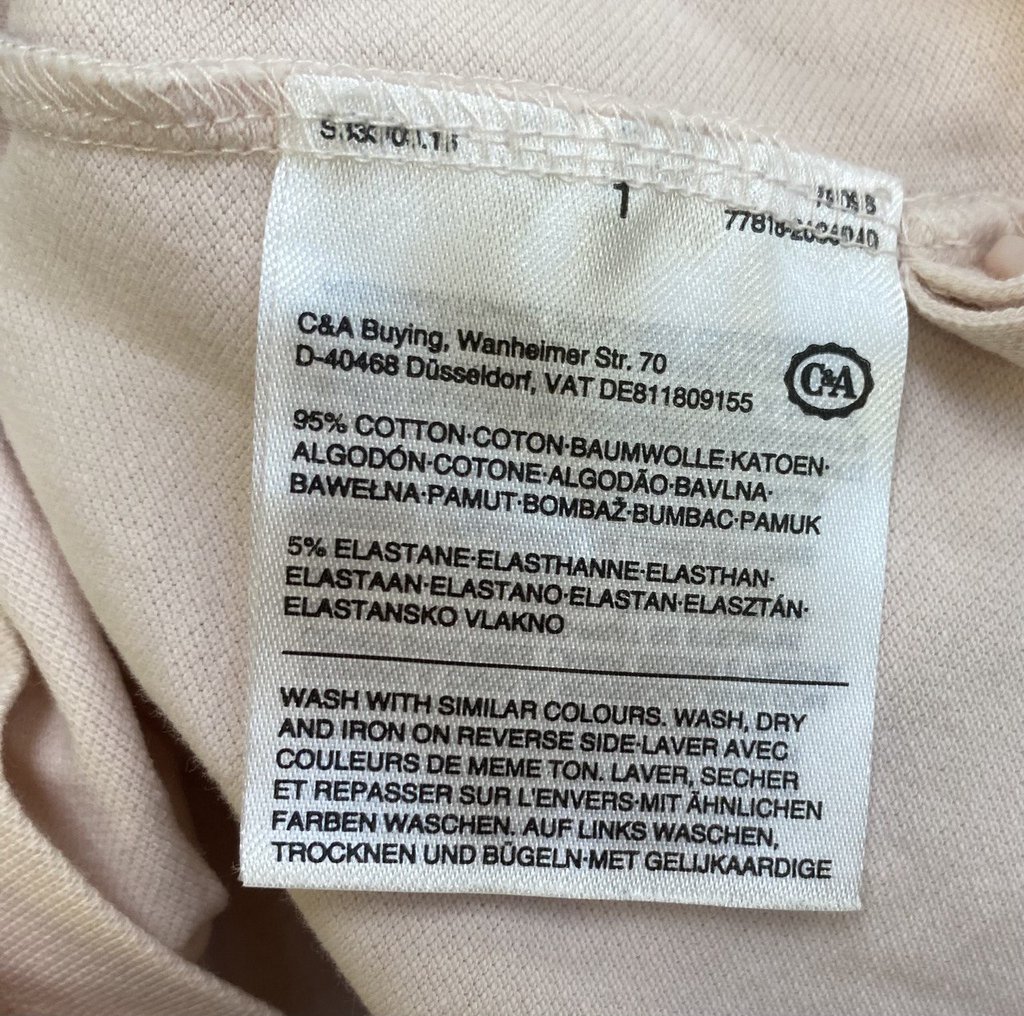 1
C&A Buying, Wanheimer Str. 70
D-40468 Düsseldorf, VAT DE811809155
C&A
95% COTTON·COTON·BAUMWOLLE·KATOEN·
ALGODÓN·COTONE·ALGODÃO·BAVLNA·
BAWEŁNA·PAMUT·BOMBAŽ·BUMBAC·PAMUK
5% ELASTANE·ELASTHANNE·ELASTHAN·
ELASTAAN·ELASTANO·ELASTAN·ELASZTÁN·
ELASTANSKO VLAKNO
WASH WITH SIMILAR COLOURS. WASH, DRY
AND IRON ON REVERSE SIDE·LAVER AVEC
COULEURS DE MEME TON. LAVER, SECHER
ET REPASSER SUR L'ENVERS·MIT ÄHNLICHEN
FARBEN WASCHEN. AUF LINKS WASCHEN,
TROCKNEN UND BÜGELN·MET GELIJKAARDIGE